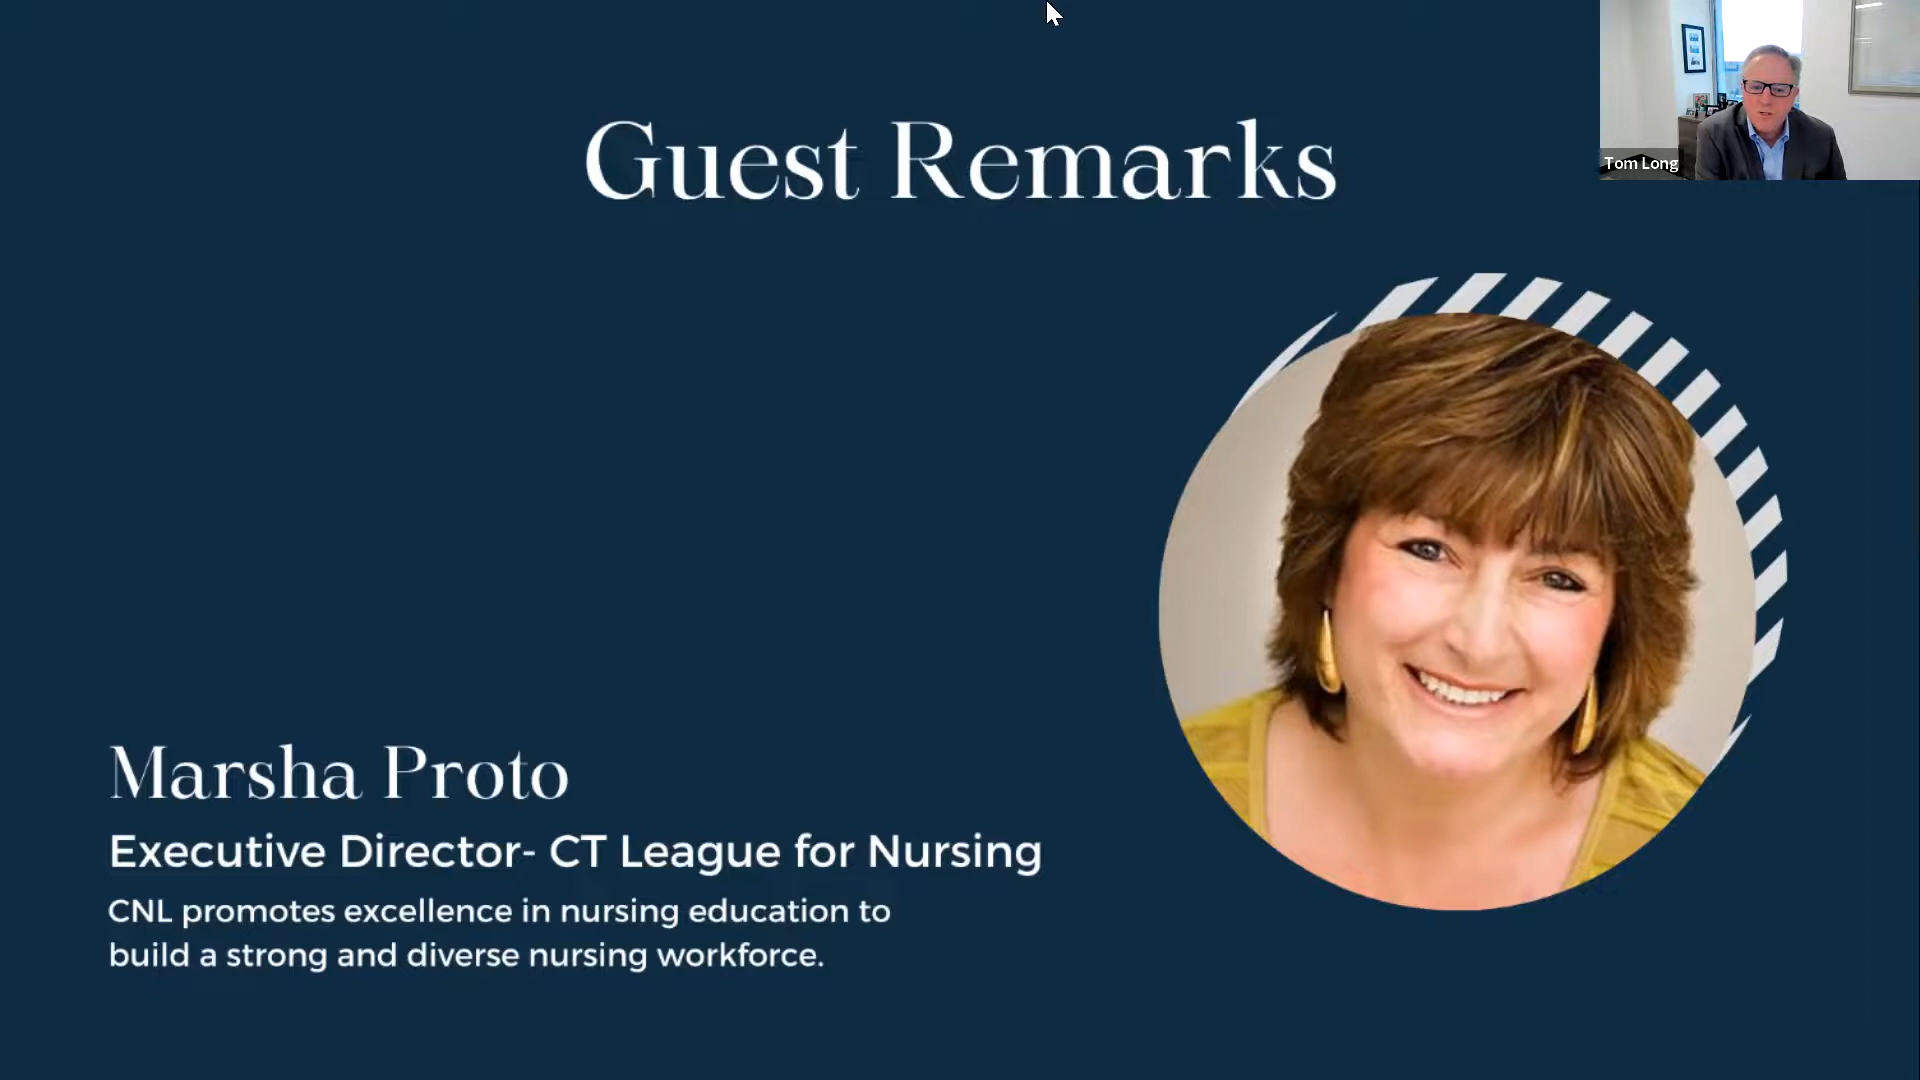 Guest Remarks
Tom Long
Marsha Proto
Executive Director- CT League for Nursing
CNL promotes excellence in nursing education to
build a strong and diverse nursing workforce.